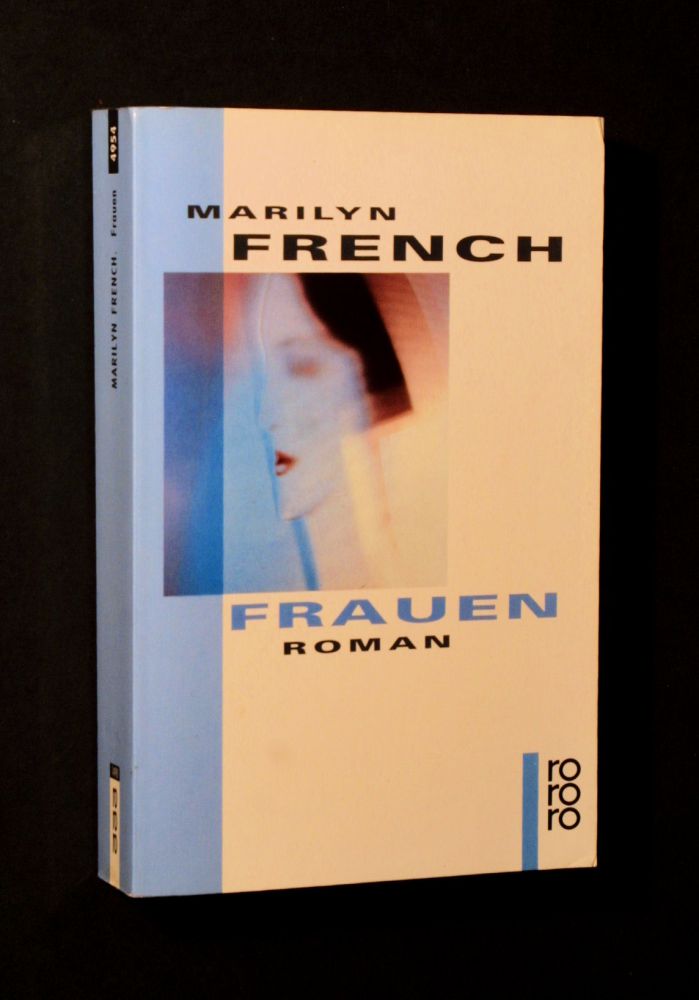 MARILYN
FRENCH
FRAUEN
ROMAN
ro
ro
ro
MARILYN FRENCH. Frauen
4954